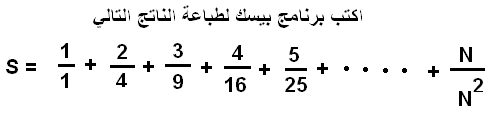 اكتب برنامج بيسك لطباعة الناتج التالي
S = 1/1 + 2/4 + 3/9 + 4/16 + 5/25 + · · · · + N/N²